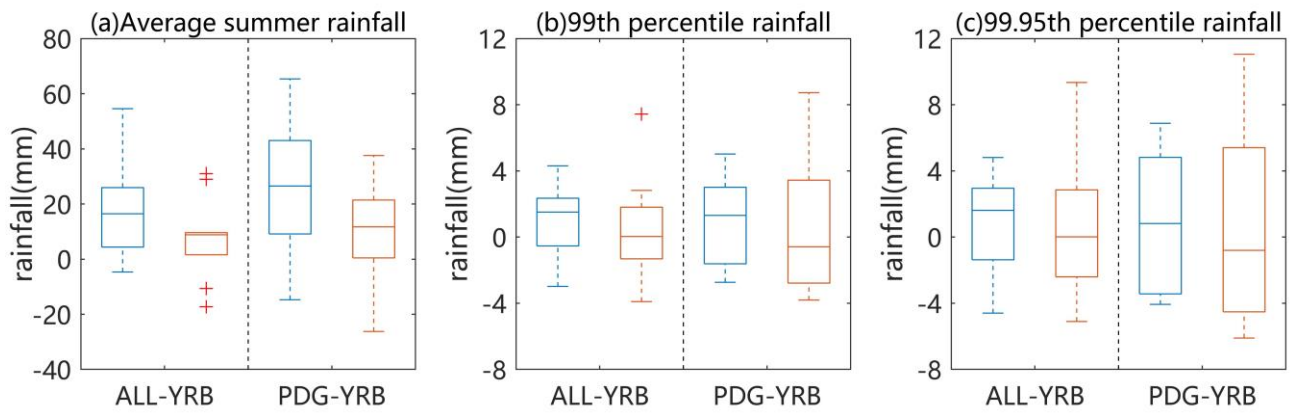 (a)Average summer rainfall
80
60
40
20
0
-20
-40
rainfall(mm)
ALL-YRB PDG-YRB
(b)99th percentile rainfall
12
8
4
0
-4
-8
rainfall(mm)
ALL-YRB PDG-YRB
(c)99.95th percentile rainfall
12
8
4
0
-4
-8
rainfall(mm)
ALL-YRB PDG-YRB